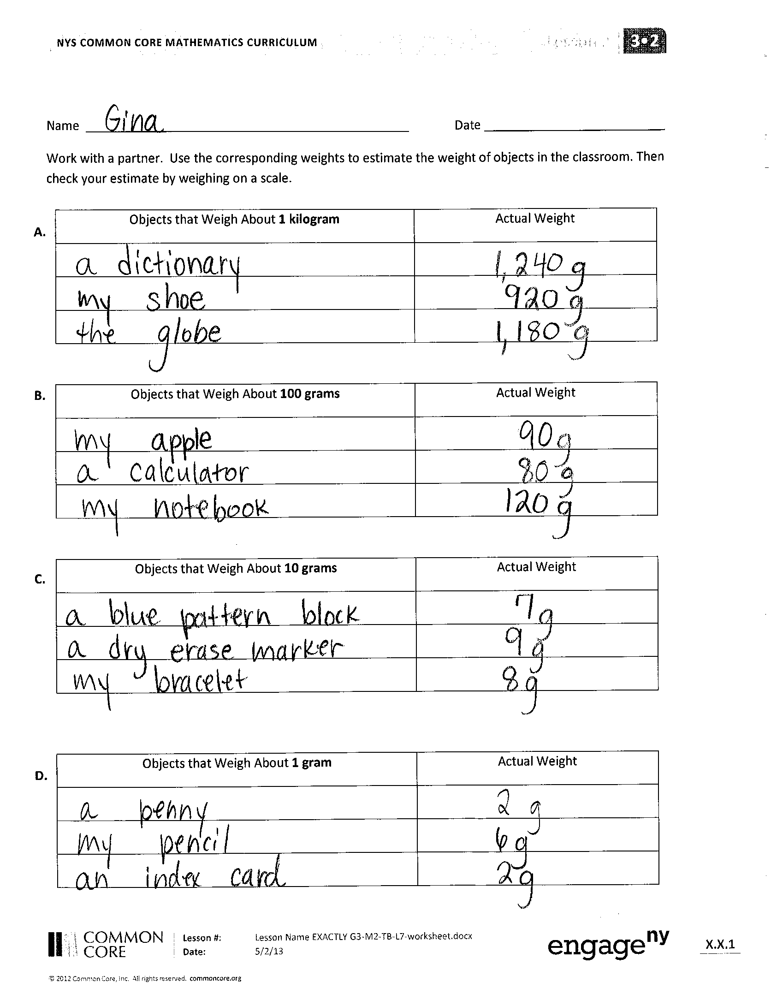 NYS COMMON CORE MATHEMATICS CURRICULUM 3•2
Name Gina Date
Work with a partner. Use the corresponding weights to estimate the weight of objects in the classroom. Then
check your estimate by weighing on a scale.
A.
Objects that Weigh About 1 kilogram Actual Weight
a dictionary 1,240 g
my shoe 920 g
the globe 1,180 g
B.
Objects that Weigh About 100 grams Actual Weight
my apple 90 g
a calculator 80 g
my notebook 120 g
C.
Objects that Weigh About 10 grams Actual Weight
a blue pattern block 7 g
a dry erase marker 9 g
my bracelet 8g
D.
Objects that Weigh About 1 gram Actual Weight
a penny 2 g
my pencil 6g
an index card 2g
COMMON CORE
Lesson #: Lesson Name EXACTLY G3-M2-TB-L7-worksheet.docx
Date: 5/2/13
engageny X.X.1
© 2012 Common Core, Inc. All rights reserved. commoncore.org